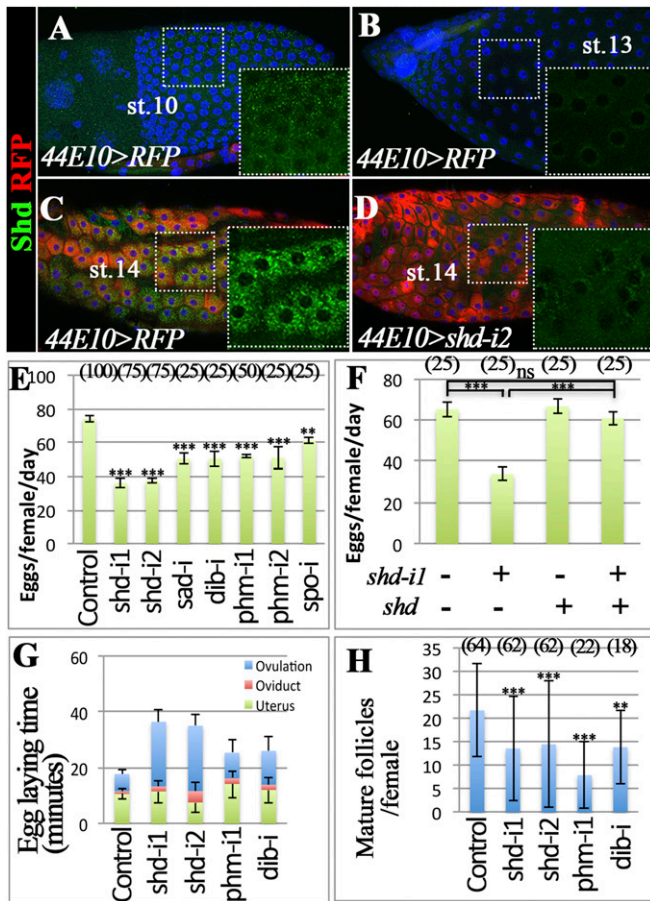 Shd RFP
A
st.10
44E10>RFP
B
st.13
44E10>RFP
C
st.14
44E10>RFP
D
st.14
44E10>shd-i2
E
(100)(75) (75) (25) (25) (50) (25) (25)
Eggs/female/day
100
80
60
40
20
0
*** *** *** *** *** *** **
Control shd-i1 shd-i2 sad-i dib-i phm-i1 phm-i2 spo-i
F
(25) (25) (25) (25)
ns
*** ***
Eggs/female/day
80
60
40
20
0
shd-i1 - + - +
shd - - + +
G
Egg laying time
(minutes)
60
40
20
0
Ovulation
Oviduct
Uterus
Control shd-i1 shd-i2 phm-i1 dib-i
H
(64) (62) (62) (22) (18)
Mature follicles
/female
35
30
25
20
15
10
5
0
*** *** *** **
Control shd-i1 shd-i2 phm-i1 dib-i